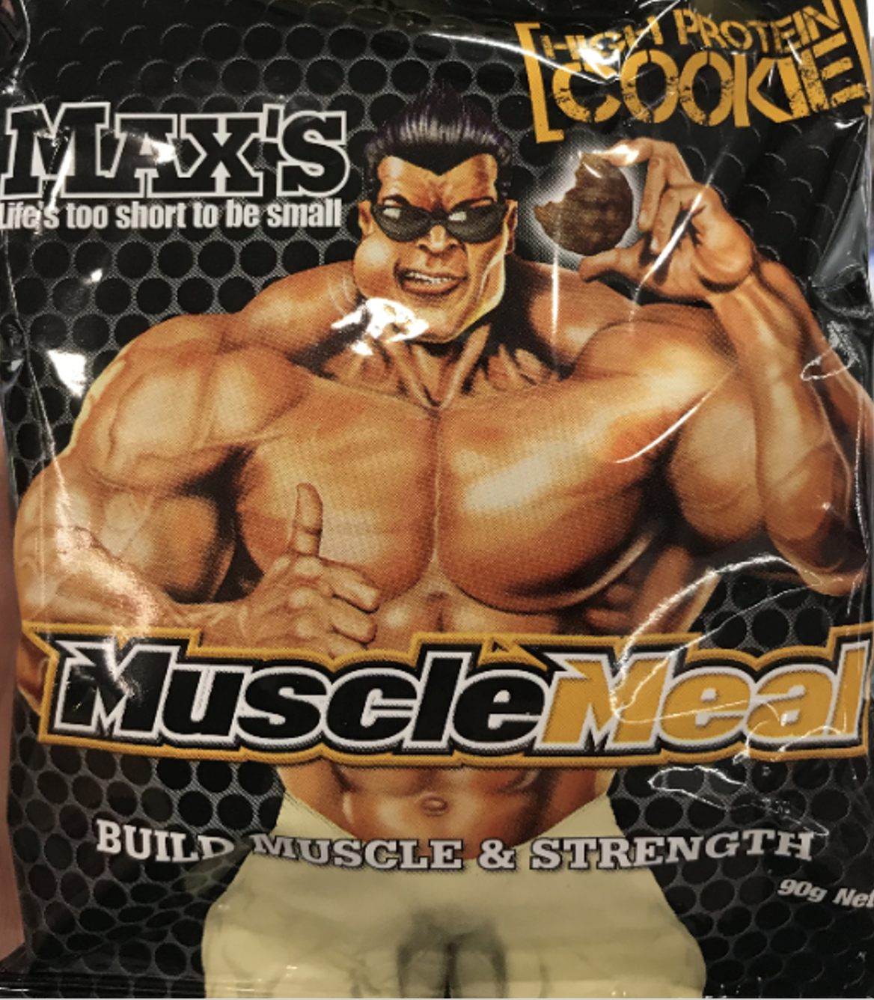 HIGH PROTEIN
COOKIE
MAX'S
Life's too short to be small
MuscleMeal
BUILD MUSCLE & STRENGTH
90g Net